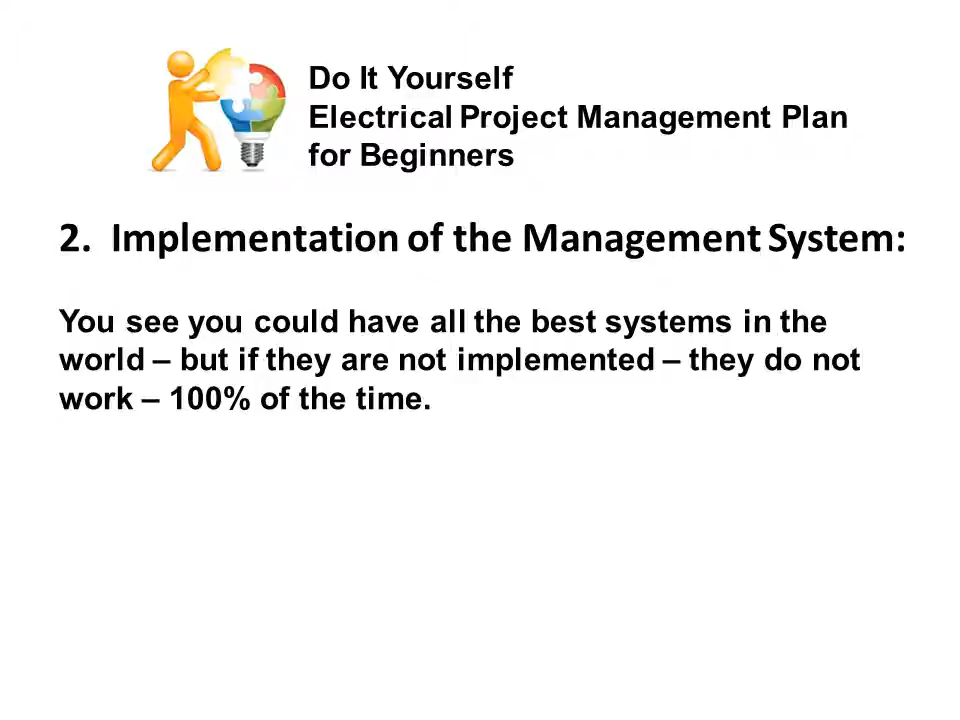 Do It Yourself
Electrical Project Management Plan
for Beginners
2. Implementation of the Management System:
You see you could have all the best systems in the
world – but if they are not implemented – they do not
work – 100% of the time.